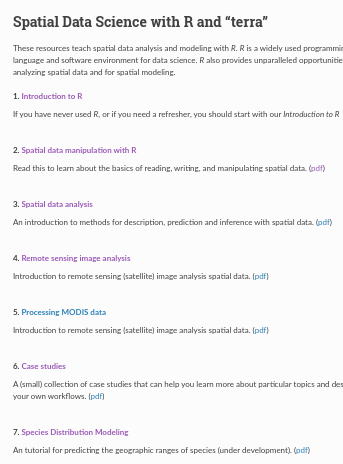 Spatial Data Science with R and “terra”
These resources teach spatial data analysis and modeling with R. R is a widely used
language and software environment for data science. R also provides unparalleled
analyzing spatial data and for spatial modeling.
1. Introduction to R
If you have never used R, or if you need a refresher, you should start with our Introduction to R
2. Spatial data manipulation with R
Read this to learn about the basics of reading, writing, and manipulating spatial data. (pdf)
3. Spatial data analysis
An introduction to methods for description, prediction and inference with spatial data. (pdf)
4. Remote sensing image analysis
Introduction to remote sensing (satellite) image analysis spatial data. (pdf)
5. Processing MODIS data
Introduction to remote sensing (satellite) image analysis spatial data. (pdf)
6. Case studies
A (small) collection of case studies that can help you learn more about particular topics and
your own workflows. (pdf)
7. Species Distribution Modeling
An tutorial for predicting the geographic ranges of species (under development). (pdf)